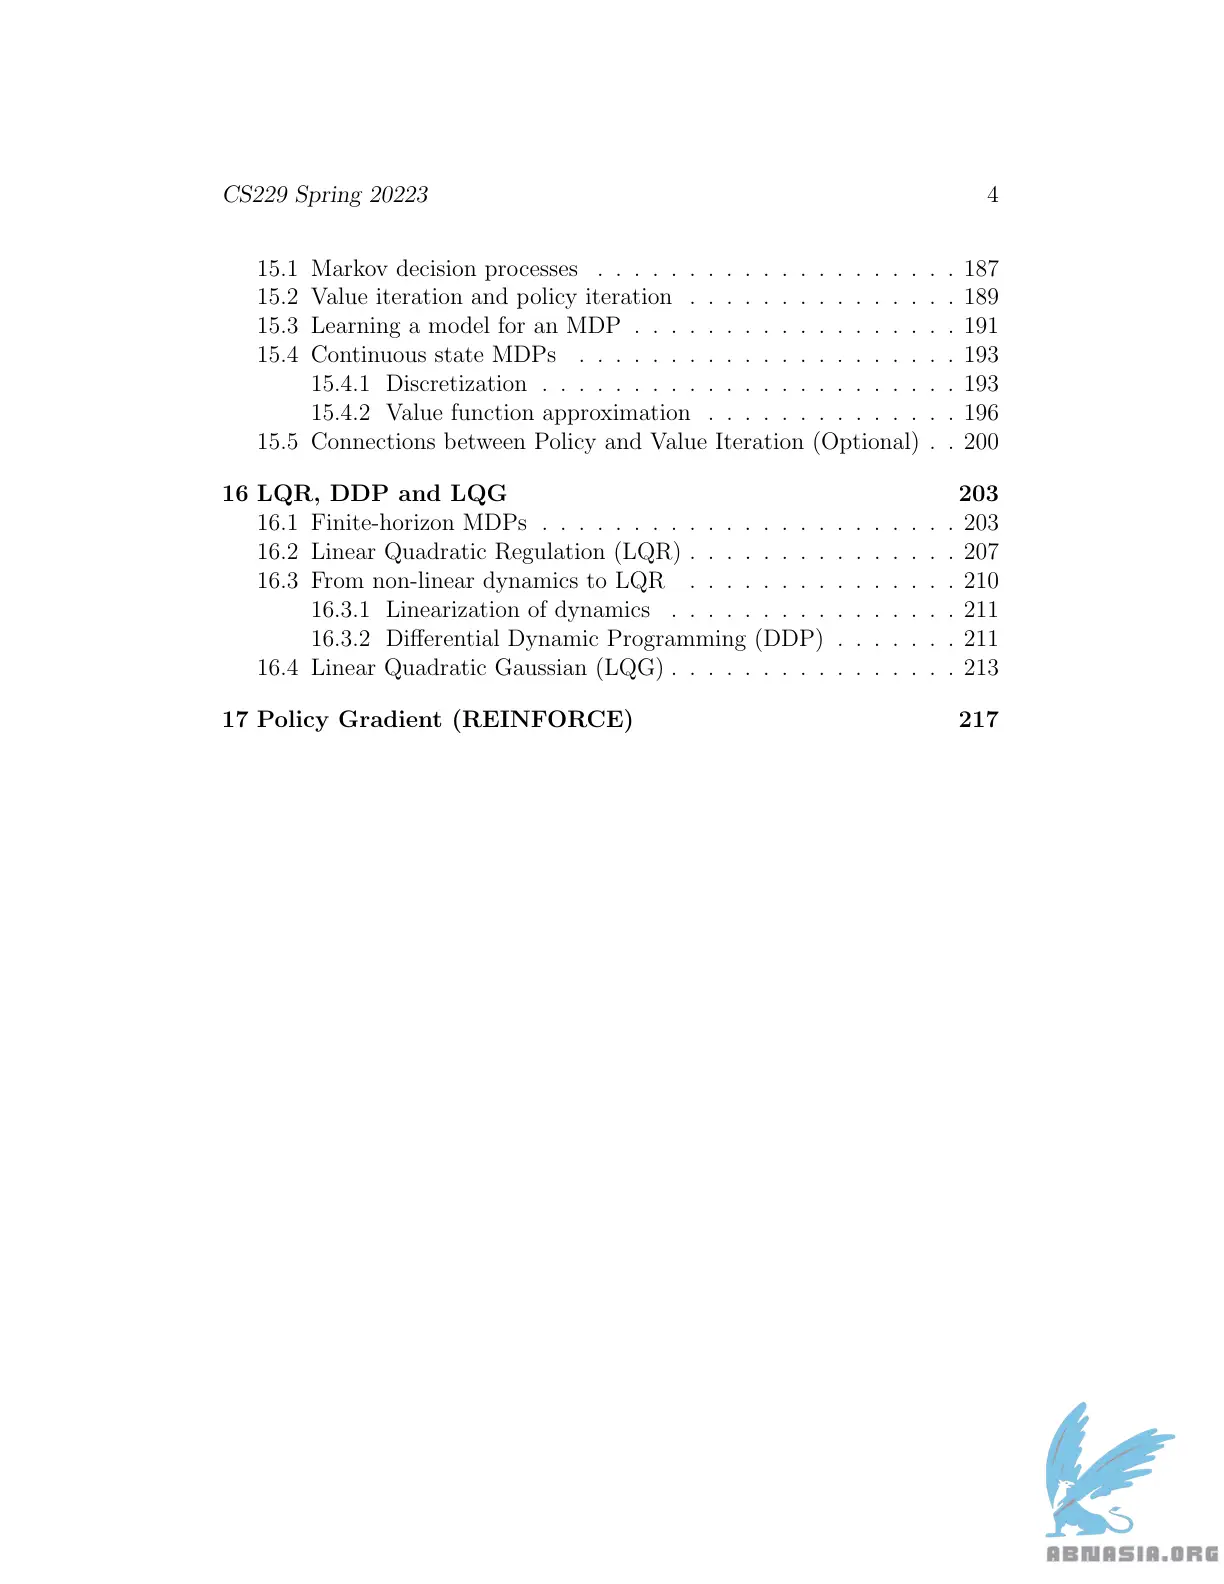 CS229 Spring 20223 4
15.1 Markov decision processes . . . . . . . . . . . . . . . . . . . . 187
15.2 Value iteration and policy iteration . . . . . . . . . . . . . . . 189
15.3 Learning a model for an MDP . . . . . . . . . . . . . . . . . . 191
15.4 Continuous state MDPs . . . . . . . . . . . . . . . . . . . . . 193
15.4.1 Discretization . . . . . . . . . . . . . . . . . . . . . . . 193
15.4.2 Value function approximation . . . . . . . . . . . . . . 196
15.5 Connections between Policy and Value Iteration (Optional) . . 200
16 LQR, DDP and LQG 203
16.1 Finite-horizon MDPs . . . . . . . . . . . . . . . . . . . . . . . 203
16.2 Linear Quadratic Regulation (LQR) . . . . . . . . . . . . . . . 207
16.3 From non-linear dynamics to LQR . . . . . . . . . . . . . . . 210
16.3.1 Linearization of dynamics . . . . . . . . . . . . . . . . 211
16.3.2 Differential Dynamic Programming (DDP) . . . . . . . 211
16.4 Linear Quadratic Gaussian (LQG) . . . . . . . . . . . . . . . . 213
17 Policy Gradient (REINFORCE) 217
ABNASIA.ORG